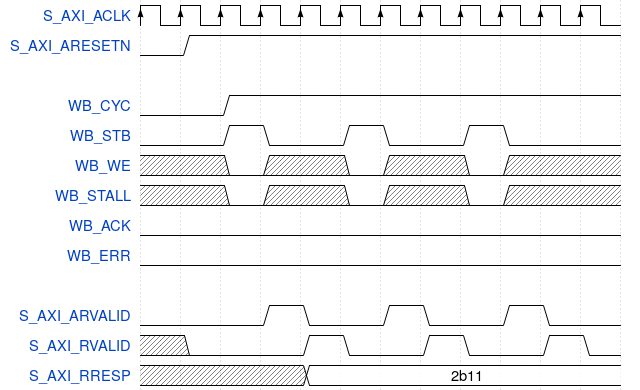 S_AXI_ACLK
S_AXI_ARESETN
WB_CYC
WB_STB
WB_WE
WB_STALL
WB_ACK
WB_ERR
S_AXI_ARVALID
S_AXI_RVALID
S_AXI_RRESP 2b11